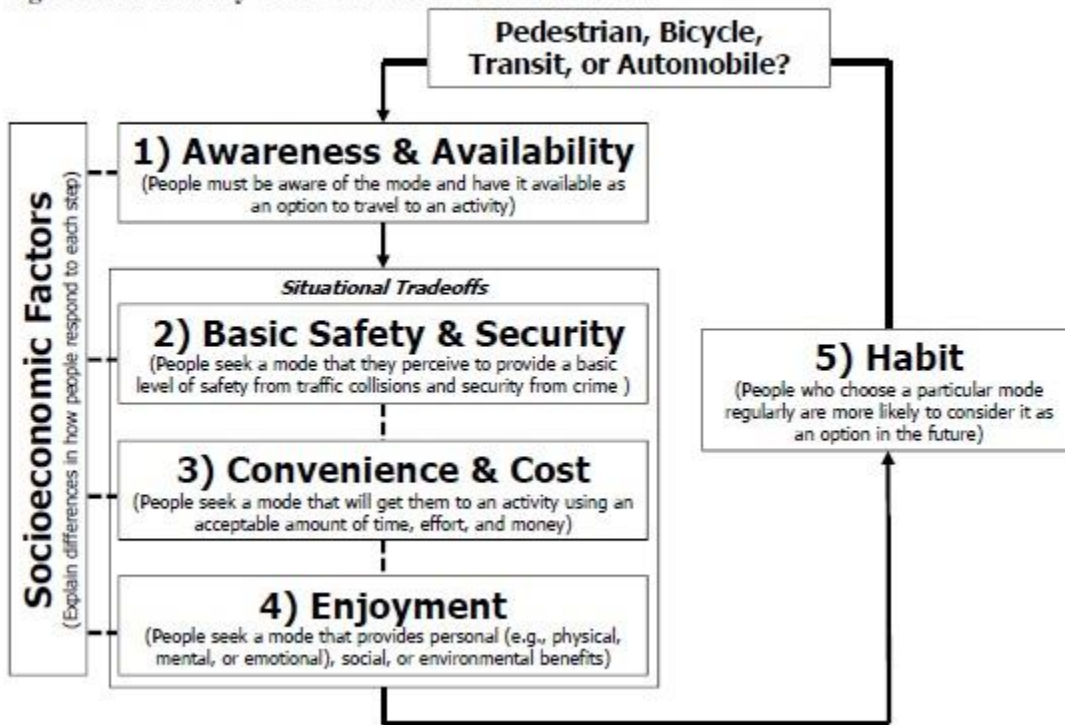 Pedestrian, Bicycle,
Transit, or Automobile?
1) Awareness & Availability
(People must be aware of the mode and have it available as
an option to travel to an activity)
Socioeconomic Factors
(Explain differences in how people respond to each step)
Situational Tradeoffs
2) Basic Safety & Security
(People seek a mode that they perceive to provide a basic
level of safety from traffic collisions and security from crime )
3) Convenience & Cost
(People seek a mode that will get them to an activity using an
acceptable amount of time, effort, and money)
4) Enjoyment
(People seek a mode that provides personal (e.g., physical,
mental, or emotional), social, or environmental benefits)
5) Habit
(People who choose a particular mode
regularly are more likely to consider it as
an option in the future)